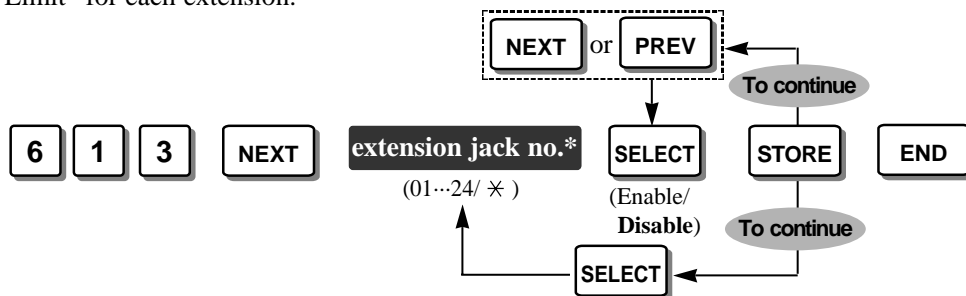 Limit" for each extension.
NEXT or PREV
To continue
6 1 3 NEXT extension jack no.* SELECT STORE END
(01···24/ ✳ )
(Enable/
Disable)
To continue
SELECT